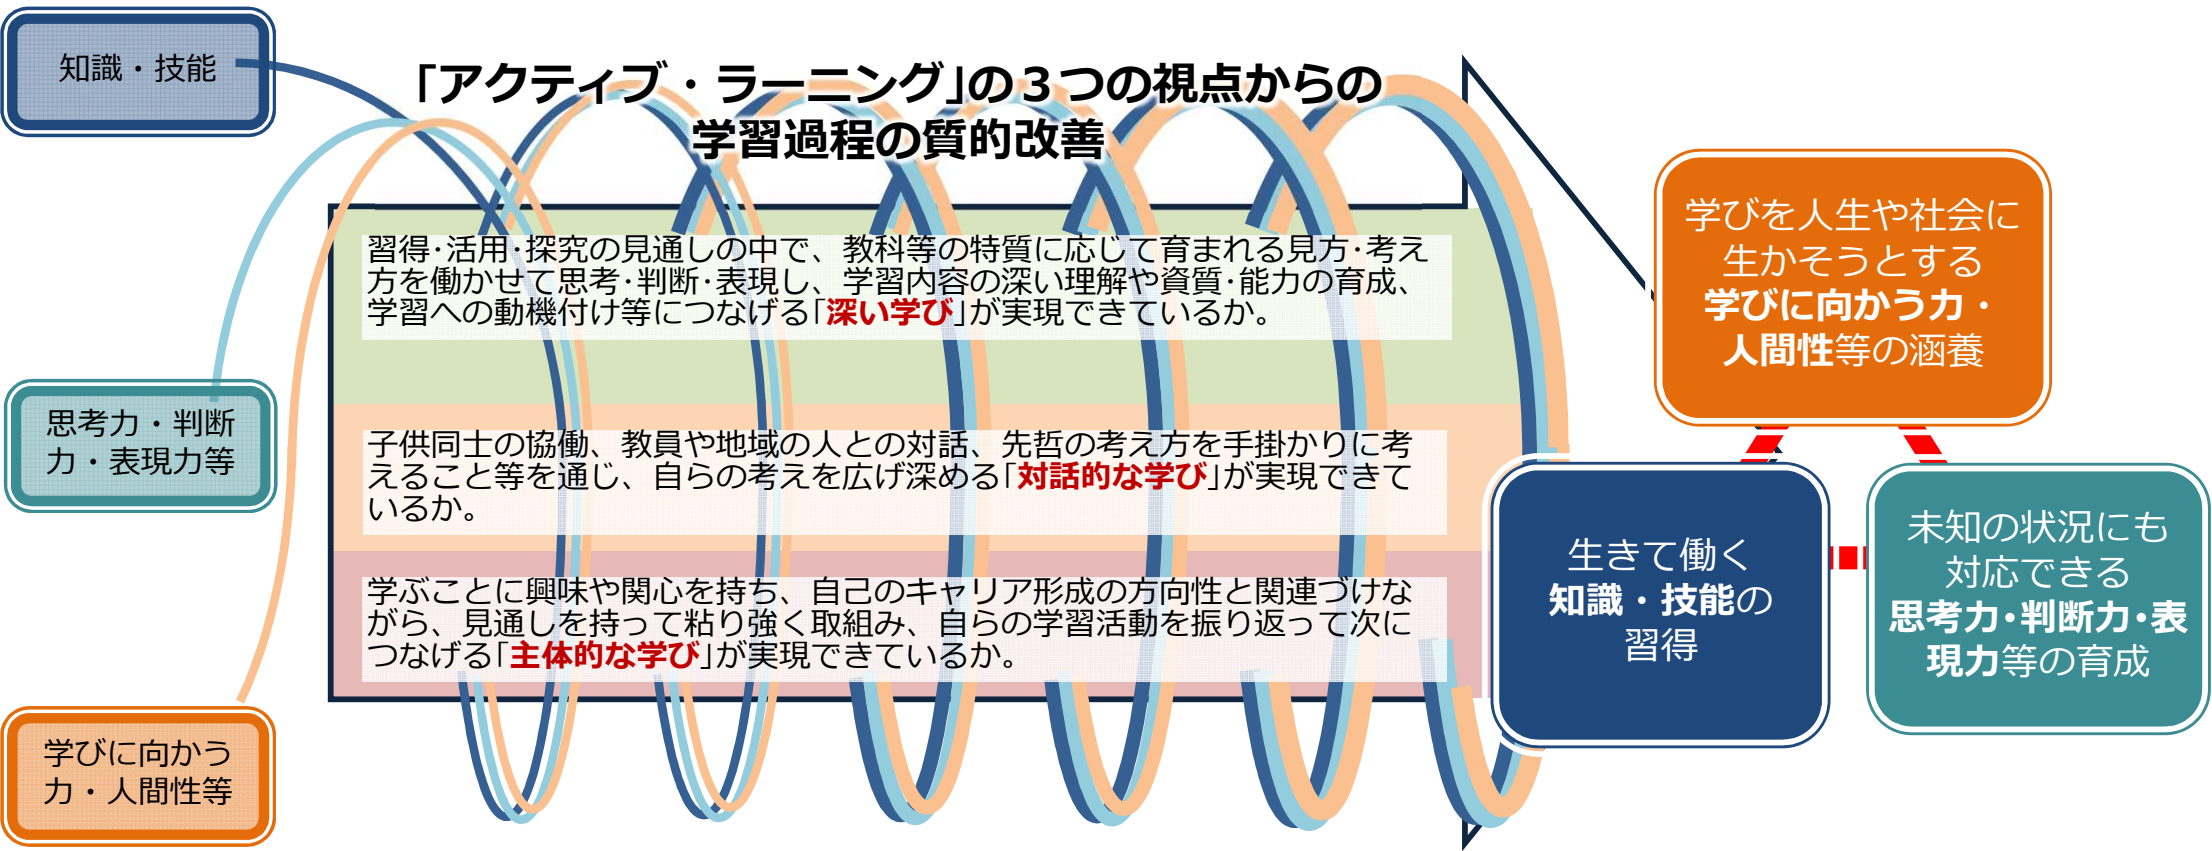 知識・技能
「アクティブ・ラーニング」の３つの視点からの
学習過程の質的改善
習得･活用･探究の見通しの中で、教科等の特質に応じて育まれる見方･考え
方を働かせて思考･判断･表現し、学習内容の深い理解や資質･能力の育成、
学習への動機付け等につなげる｢深い学び｣が実現できているか。
思考力・判断
力・表現力等
子供同士の協働、教員や地域の人との対話、先哲の考え方を手掛かりに考
えること等を通じ、自らの考えを広げ深める｢対話的な学び｣が実現できて
いるか。
学ぶことに興味や関心を持ち、自己のキャリア形成の方向性と関連づけな
がら、見通しを持って粘り強く取組み、自らの学習活動を振り返って次に
つなげる｢主体的な学び｣が実現できているか。
学びに向かう
力・人間性等
学びを人生や社会に
生かそうとする
学びに向かう力・
人間性等の涵養
生きて働く
知識・技能の
習得
未知の状況にも
対応できる
思考力･判断力･表
現力等の育成